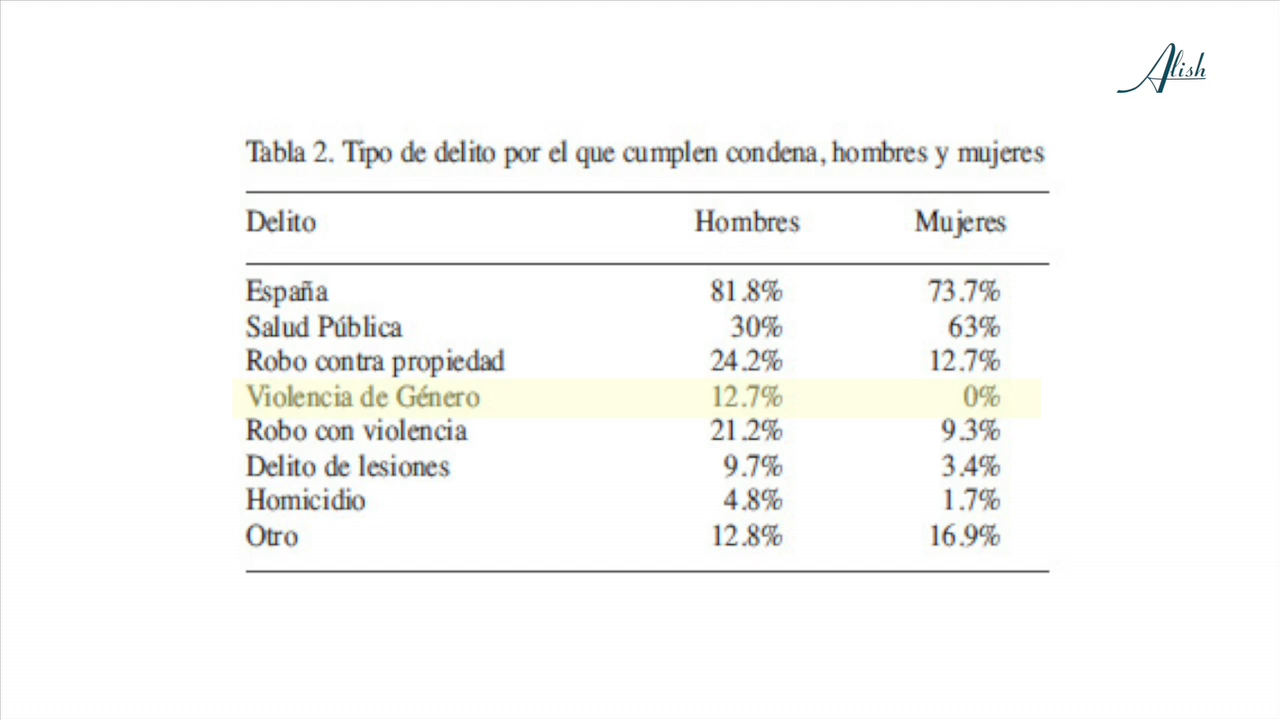 Alish
Tabla 2. Tipo de delito por el que cumplen condena, hombres y mujeres
Delito Hombres Mujeres
España 81.8% 73.7%
Salud Pública 30% 63%
Robo contra propiedad 24.2% 12.7%
Violencia de Género 12.7% 0%
Robo con violencia 21.2% 9.3%
Delito de lesiones 9.7% 3.4%
Homicidio 4.8% 1.7%
Otro 12.8% 16.9%